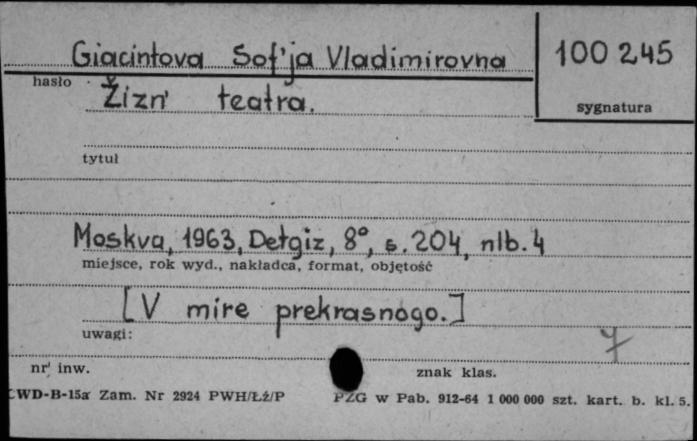 Giacintova Sof'ja Vladimirovna
100 245
hasło
Žizn' teatra.
sygnatura
tytuł
Moskva, 1963, Detgiz, 8°, s. 204, nlb. 4
miejsce, rok wyd., nakładca, format, objętość
[V mire prekrasnogo.]
uwagi:
7
nr inw.
znak klas.
CWD-B-15a Zam. Nr 2924 PWH/Łż/P
PZG w Pab. 912-64 1 000 000 szt. kart. b. kl. 5.